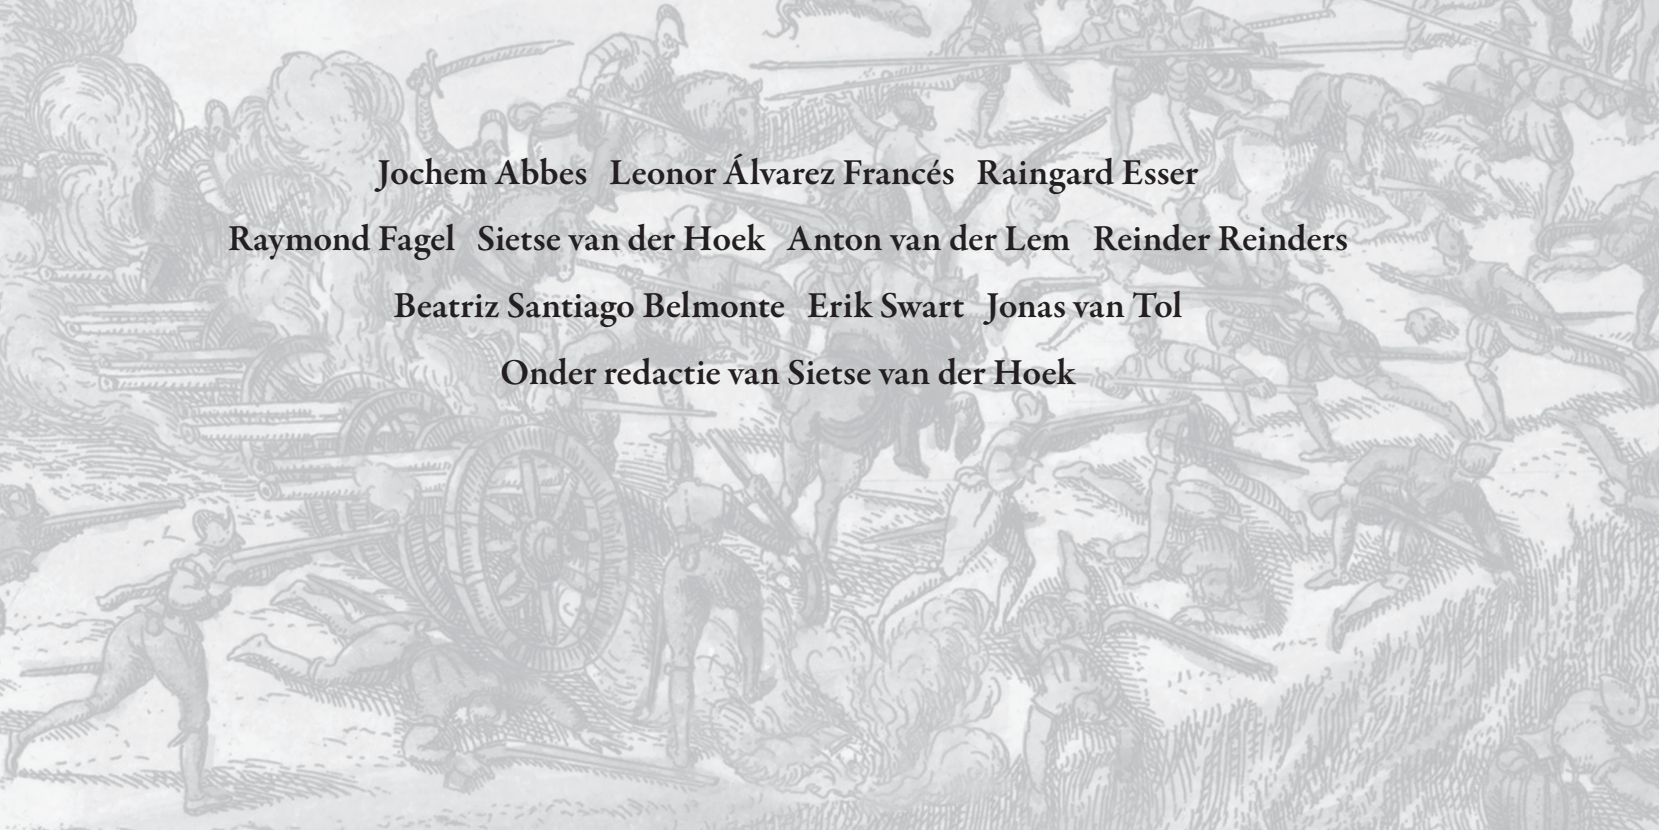 Jochem Abbes Leonor Álvarez Francés Raingard Esser
Raymond Fagel Sietse van der Hoek Anton van der Lem Reinder Reinders
Beatriz Santiago Belmonte Erik Swart Jonas van Tol
Onder redactie van Sietse van der Hoek